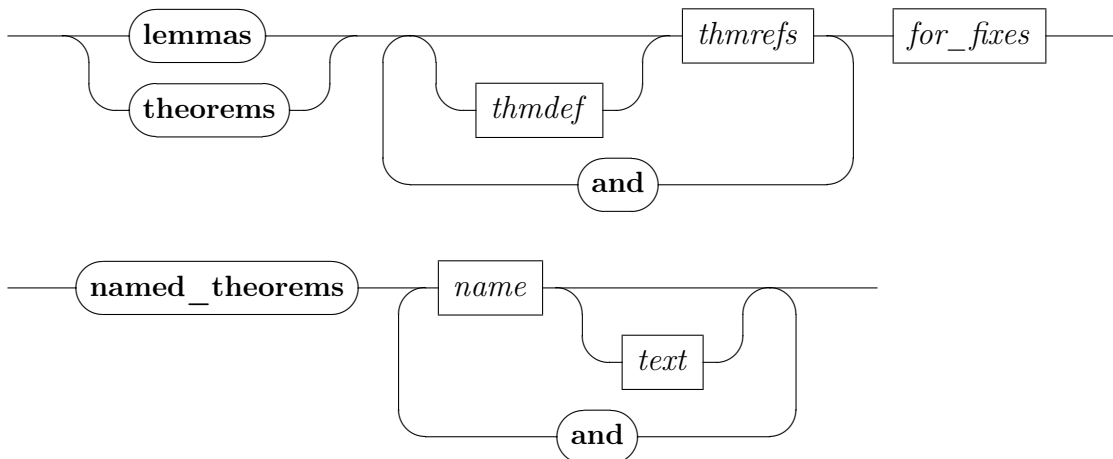 lemmas thmrefs for_fixes
theorems thmdef
and
named_theorems name
text
and